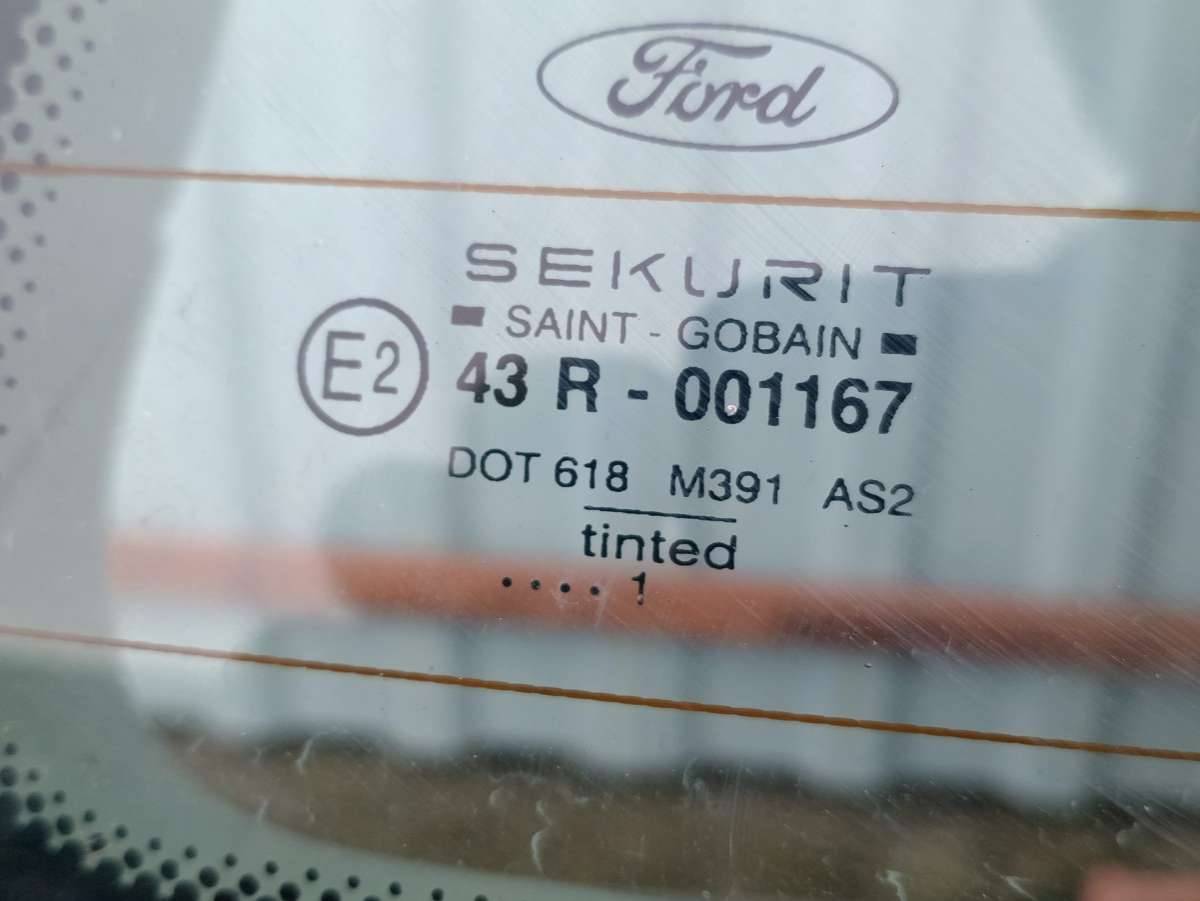 Ford
SEKURIT
SAINT - GOBAIN
E2 43 R - 001167
DOT 618 M391 AS2
tinted
.... 1